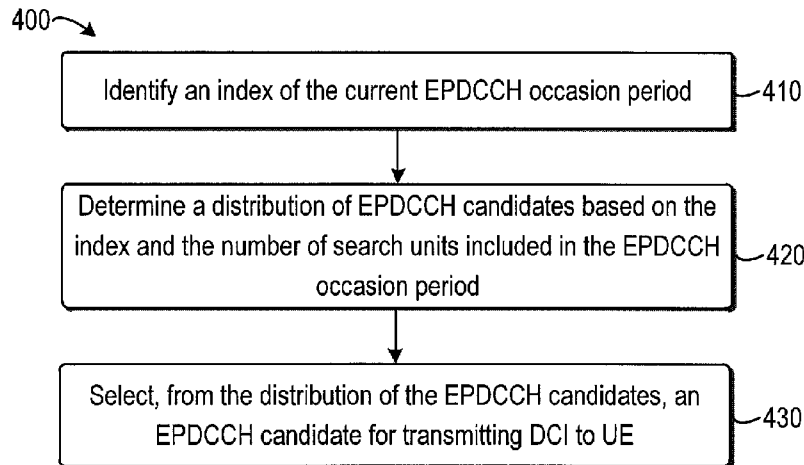 400
Identify an index of the current EPDCCH occasion period
410
Determine a distribution of EPDCCH candidates based on the
index and the number of search units included in the EPDCCH
occasion period
420
Select, from the distribution of the EPDCCH candidates, an
EPDCCH candidate for transmitting DCI to UE
430